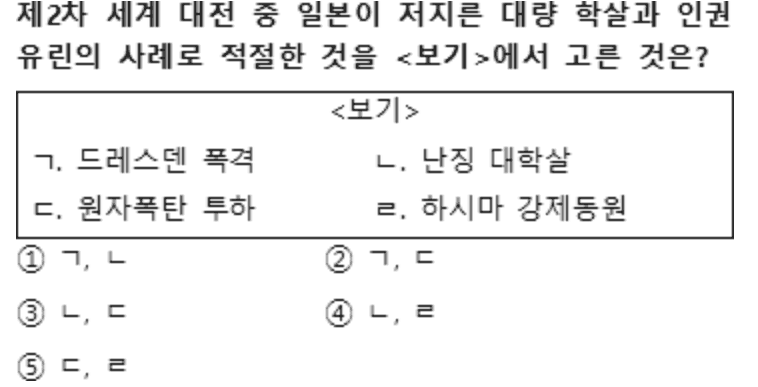 제2차 세계 대전 중 일본이 저지른 대량 학살과 인권
유린의 사례로 적절한 것을 <보기>에서 고른 것은?
<보기>
ㄱ. 드레스덴 폭격 ㄴ. 난징 대학살
ㄷ. 원자폭탄 투하 ㄹ. 하시마 강제동원
① ㄱ, ㄴ ② ㄱ, ㄷ
③ ㄴ, ㄷ ④ ㄴ, ㄹ
⑤ ㄷ, ㄹ